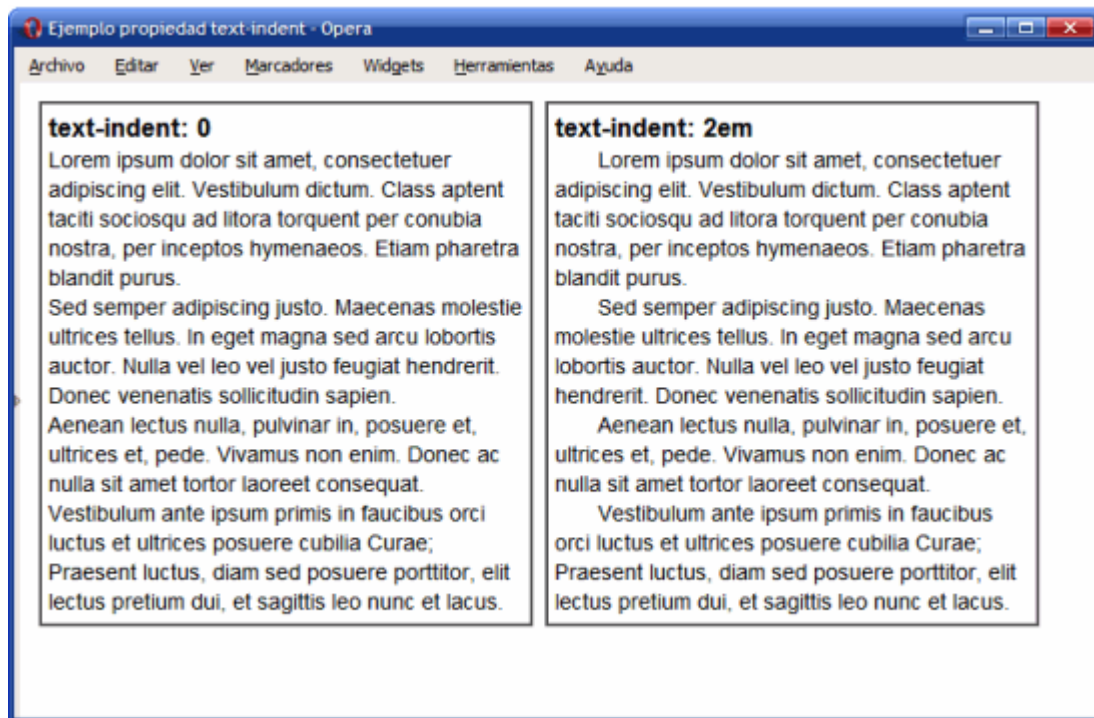 Ejemplo propiedad text-indent - Opera
Archivo Editar Ver Marcadores Widgets Herramientas Ayuda
text-indent: 0
Lorem ipsum dolor sit amet, consectetuer
adipiscing elit. Vestibulum dictum. Class aptent
taciti sociosqu ad litora torquent per conubia
nostra, per inceptos hymenaeos. Etiam pharetra
blandit purus.
Sed semper adipiscing justo. Maecenas molestie
ultrices tellus. In eget magna sed arcu lobortis
auctor. Nulla vel leo vel justo feugiat hendrerit.
Donec venenatis sollicitudin sapien.
Aenean lectus nulla, pulvinar in, posuere et,
ultrices et, pede. Vivamus non enim. Donec ac
nulla sit amet tortor laoreet consequat.
Vestibulum ante ipsum primis in faucibus orci
luctus et ultrices posuere cubilia Curae;
Praesent luctus, diam sed posuere porttitor, elit
lectus pretium dui, et sagittis leo nunc et lacus.
text-indent: 2em
Lorem ipsum dolor sit amet, consectetuer
adipiscing elit. Vestibulum dictum. Class aptent
taciti sociosqu ad litora torquent per conubia
nostra, per inceptos hymenaeos. Etiam pharetra
blandit purus.
Sed semper adipiscing justo. Maecenas
molestie ultrices tellus. In eget magna sed arcu
lobortis auctor. Nulla vel leo vel justo feugiat
hendrerit. Donec venenatis sollicitudin sapien.
Aenean lectus nulla, pulvinar in, posuere et,
ultrices et, pede. Vivamus non enim. Donec ac
nulla sit amet tortor laoreet consequat.
Vestibulum ante ipsum primis in faucibus
orci luctus et ultrices posuere cubilia Curae;
Praesent luctus, diam sed posuere porttitor, elit
lectus pretium dui, et sagittis leo nunc et lacus.